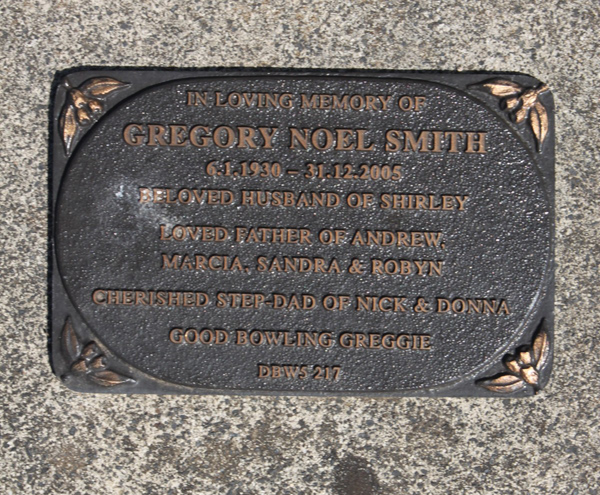 IN LOVING MEMORY OF
GREGORY NOEL SMITH
6.1.1930 – 31.12.2005
BELOVED HUSBAND OF SHIRLEY
LOVED FATHER OF ANDREW,
MARCIA, SANDRA & ROBYN
CHERISHED STEP-DAD OF NICK & DONNA
GOOD BOWLING GREGGIE
DBWS 217